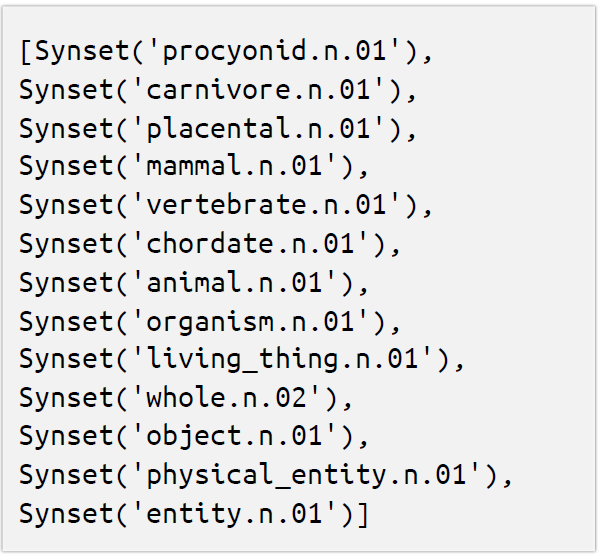 [Synset('procyonid.n.01'),
Synset('carnivore.n.01'),
Synset('placental.n.01'),
Synset('mammal.n.01'),
Synset('vertebrate.n.01'),
Synset('chordate.n.01'),
Synset('animal.n.01'),
Synset('organism.n.01'),
Synset('living_thing.n.01'),
Synset('whole.n.02'),
Synset('object.n.01'),
Synset('physical_entity.n.01'),
Synset('entity.n.01')]